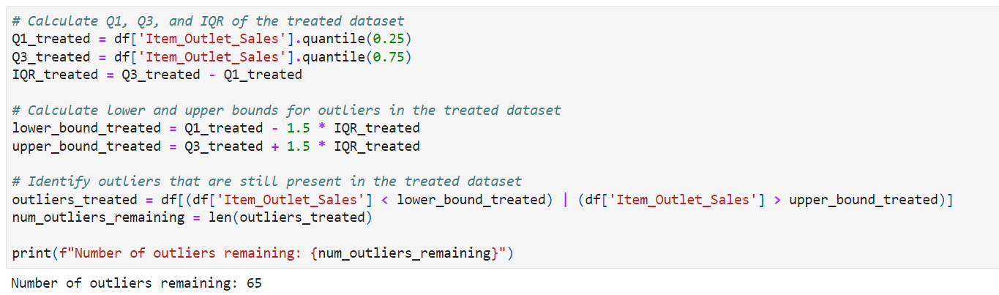 # Calculate Q1, Q3, and IQR of the treated dataset
Q1_treated = df['Item_Outlet_Sales'].quantile(0.25)
Q3_treated = df['Item_Outlet_Sales'].quantile(0.75)
IQR_treated = Q3_treated - Q1_treated
# Calculate lower and upper bounds for outliers in the treated dataset
lower_bound_treated = Q1_treated - 1.5 * IQR_treated
upper_bound_treated = Q3_treated + 1.5 * IQR_treated
# Identify outliers that are still present in the treated dataset
outliers_treated = df[(df['Item_Outlet_Sales'] < lower_bound_treated) | (df['Item_Outlet_Sales'] > upper_bound_treated)]
num_outliers_remaining = len(outliers_treated)
print(f"Number of outliers remaining: {num_outliers_remaining}")
Number of outliers remaining: 65